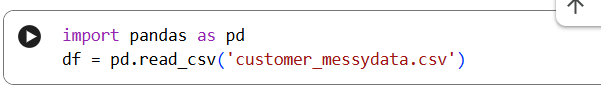 import pandas as pd
df = pd.read_csv('customer_messydata.csv')